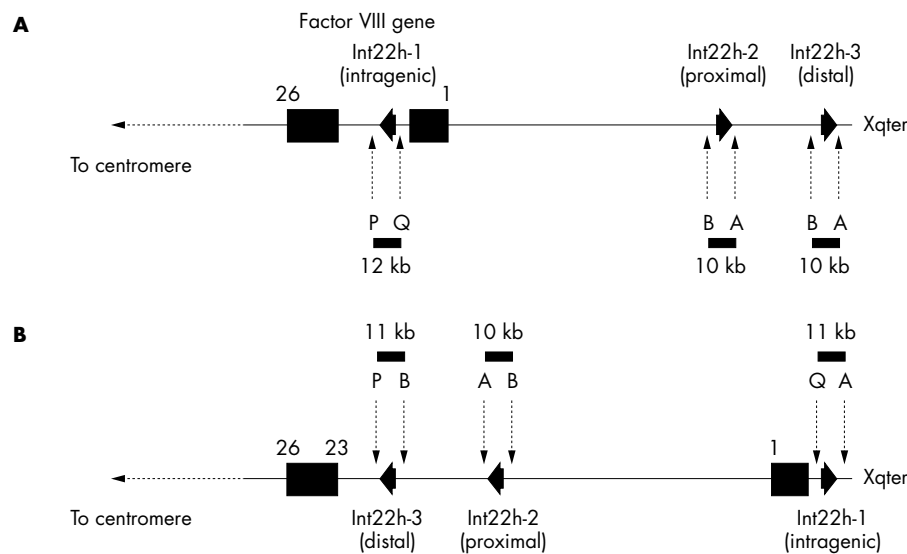 A
Factor VIII gene
Int22h-1
(intragenic)
Int22h-2
(proximal)
Int22h-3
(distal)
26
1
Xqter
To centromere
P Q
B A
B A
12 kb
10 kb
10 kb
B
11 kb
10 kb
11 kb
P B
A B
Q A
26
23
1
Xqter
To centromere
Int22h-3
(distal)
Int22h-2
(proximal)
Int22h-1
(intragenic)